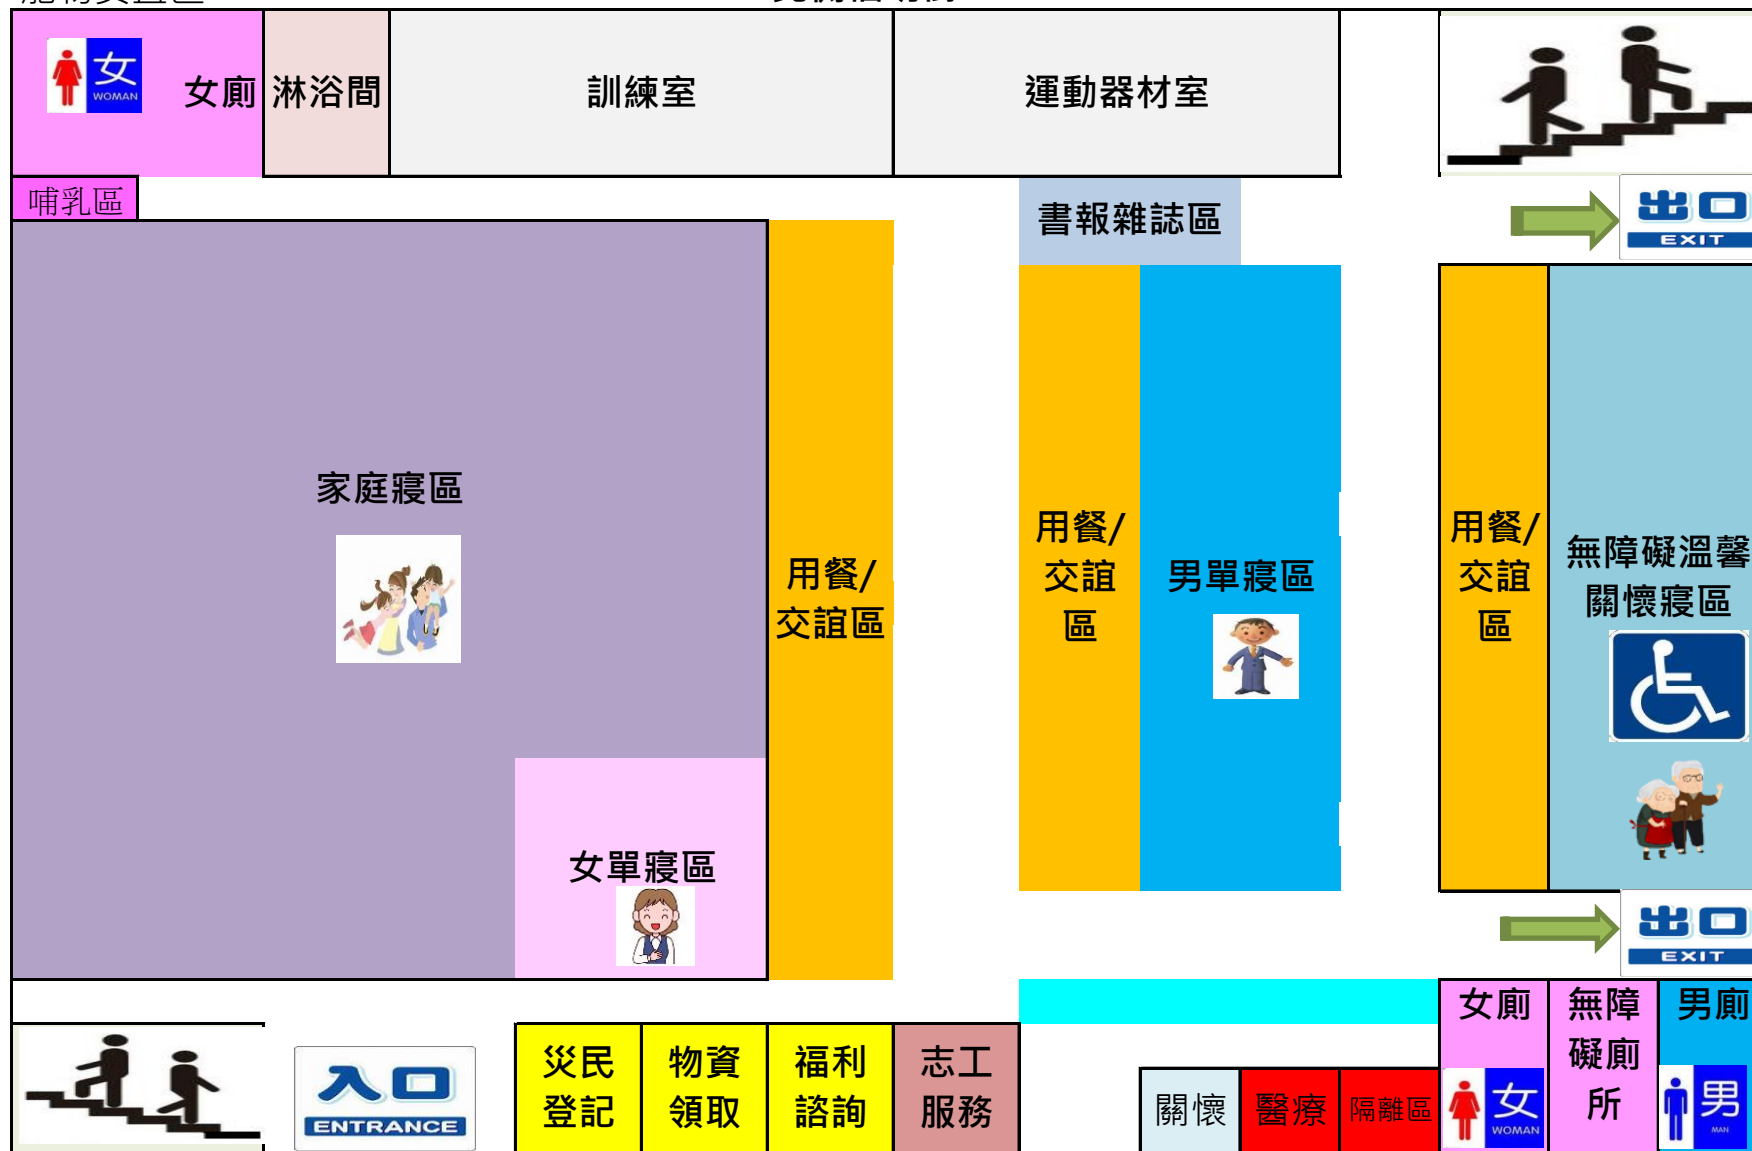 女
WOMAN
女廁
淋浴間
訓練室
運動器材室
哺乳區
書報雜誌區
出口
EXIT
家庭寢區
用餐/
交誼區
用餐/
交誼
區
男單寢區
用餐/
交誼
區
無障礙溫馨
關懷寢區
女單寢區
出口
EXIT
入口
ENTRANCE
災民
登記
物資
領取
福利
諮詢
志工
服務
關懷
醫療
隔離區
女廁
女
WOMAN
無障
礙廁
所
男廁
男
MAN